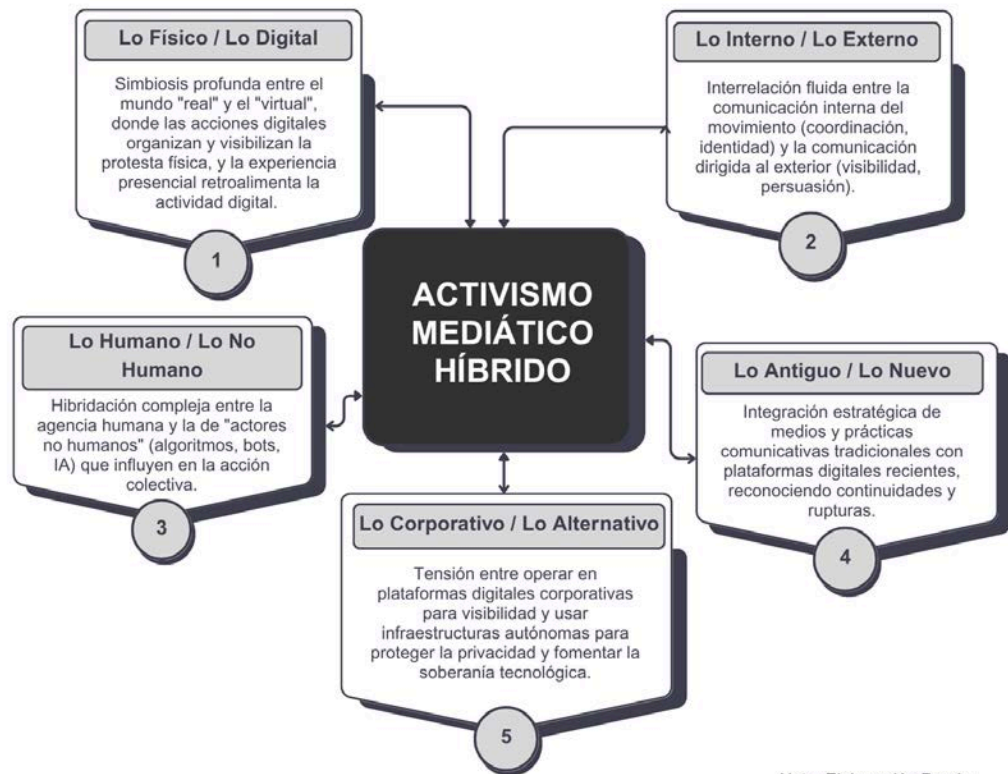 Lo Físico / Lo Digital
Simbiosis profunda entre el
mundo "real" y el "virtual",
donde las acciones digitales
organizan y visibilizan la
protesta física, y la experiencia
presencial retroalimenta la
actividad digital.
1
Lo Interno / Lo Externo
Interrelación fluida entre la
comunicación interna del
movimiento (coordinación,
identidad) y la comunicación
dirigida al exterior (visibilidad,
persuasión).
2
ACTIVISMO
MEDIÁTICO
HÍBRIDO
Lo Humano / Lo No
Humano
Hibridación compleja entre la
agencia humana y la de "actores
no humanos" (algoritmos, bots,
IA) que influyen en la acción
colectiva.
3
Lo Antiguo / Lo Nuevo
Integración estratégica de
medios y prácticas
comunicativas tradicionales con
plataformas digitales recientes,
reconociendo continuidades y
rupturas.
4
Lo Corporativo / Lo Alternativo
Tensión entre operar en
plataformas digitales corporativas
para visibilidad y usar
infraestructuras autónomas para
proteger la privacidad y fomentar la
soberanía tecnológica.
5